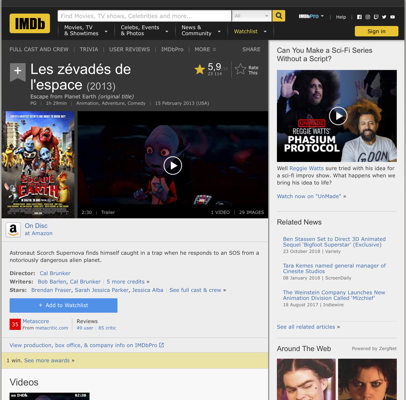 IMDb
Find Movies, TV shows, Celebrities and more...
All
IMDbPro
Help
Movies, TV
& Showtimes
Celebs, Events
& Photos
News &
Community
Watchlist
Sign in
FULL CAST AND CREW | TRIVIA | USER REVIEWS | IMDbPro | MORE
SHARE
Les zévadés de
l'espace (2013)
5,9
Rate
This
Escape from Planet Earth (original title)
PG | 1h 29min | Animation, Adventure, Comedy | 15 February 2013 (USA)
ESCAPE
EARTH
2:30 | Trailer
1 VIDEO | 29 IMAGES
On Disc
at Amazon
Astronaut Scorch Supernova finds himself caught in a trap when he responds to an SOS from a
notoriously dangerous alien planet.
Director: Cal Brunker
Writers: Bob Barlen, Cal Brunker | 5 more credits »
Stars: Brendan Fraser, Sarah Jessica Parker, Jessica Alba | See full cast & crew »
+ Add to Watchlist
35
Metascore
From metacritic.com
Reviews
49 user | 85 critic
View production, box office, & company info on IMDbPro
1 win. See more awards »
Videos
Can You Make a Sci-Fi Series
Without a Script?
REGGIE WATTS'
PHANTASM
PROTOCOL
Well Reggie Watts sure tried with his idea for
a sci-fi improv show. What happens when we
bring his idea to life?
Watch now on "UnMade" »
Related News
Ben Stassen Set to Direct 3D Animated
Sequel 'Bigfoot Superstar' (Exclusive)
23 October 2018 | Variety
Tara Kemes named general manager of
Cinesite Studios
08 January 2018 | ScreenDaily
The Weinstein Company Launches New
Animation Division Called 'Mizchief'
18 August 2017 | Indiewire
See all related articles »
Around The Web
Powered by ZergNet